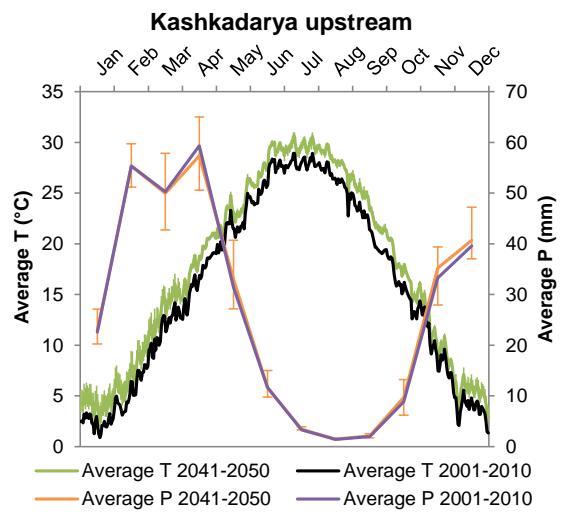 Kashkadarya upstream
Jan Feb Mar Apr May Jun Jul Aug Sep Oct Nov Dec
35 70
30 60
25 50
20 40
15 30
10 20
5 10
0 0
Average T (°C)
Average P (mm)
Average T 2041-2050 Average T 2001-2010
Average P 2041-2050 Average P 2001-2010